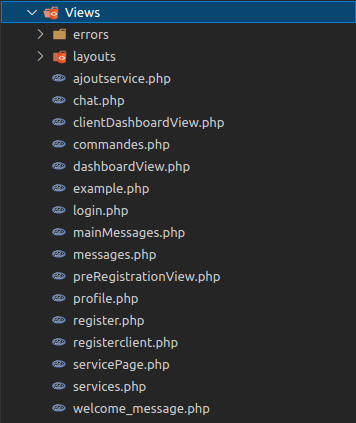 Views
errors
layouts
ajoutservice.php
chat.php
clientDashboardView.php
commandes.php
dashboardView.php
example.php
login.php
mainMessages.php
messages.php
preRegistrationView.php
profile.php
register.php
registerclient.php
servicePage.php
services.php
welcome_message.php